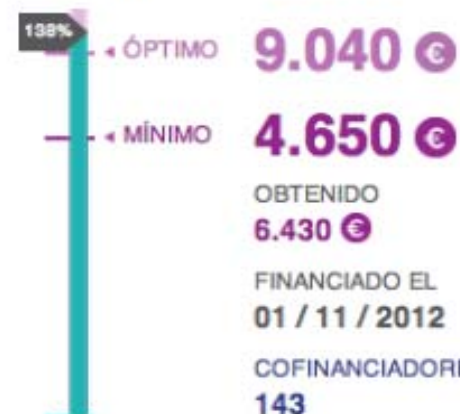 138%
ÓPTIMO 9.040 €
MÍNIMO 4.650 €
OBTENIDO
6.430 €
FINANCIADO EL
01 / 11 / 2012
143